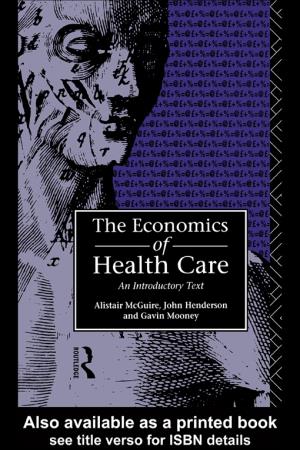 The Economics
of
Health Care
An Introductory Text
Alistair McGuire, John Henderson
and Gavin Mooney
ROUTLEDGE
Also available as a printed book
see title verso for ISBN details